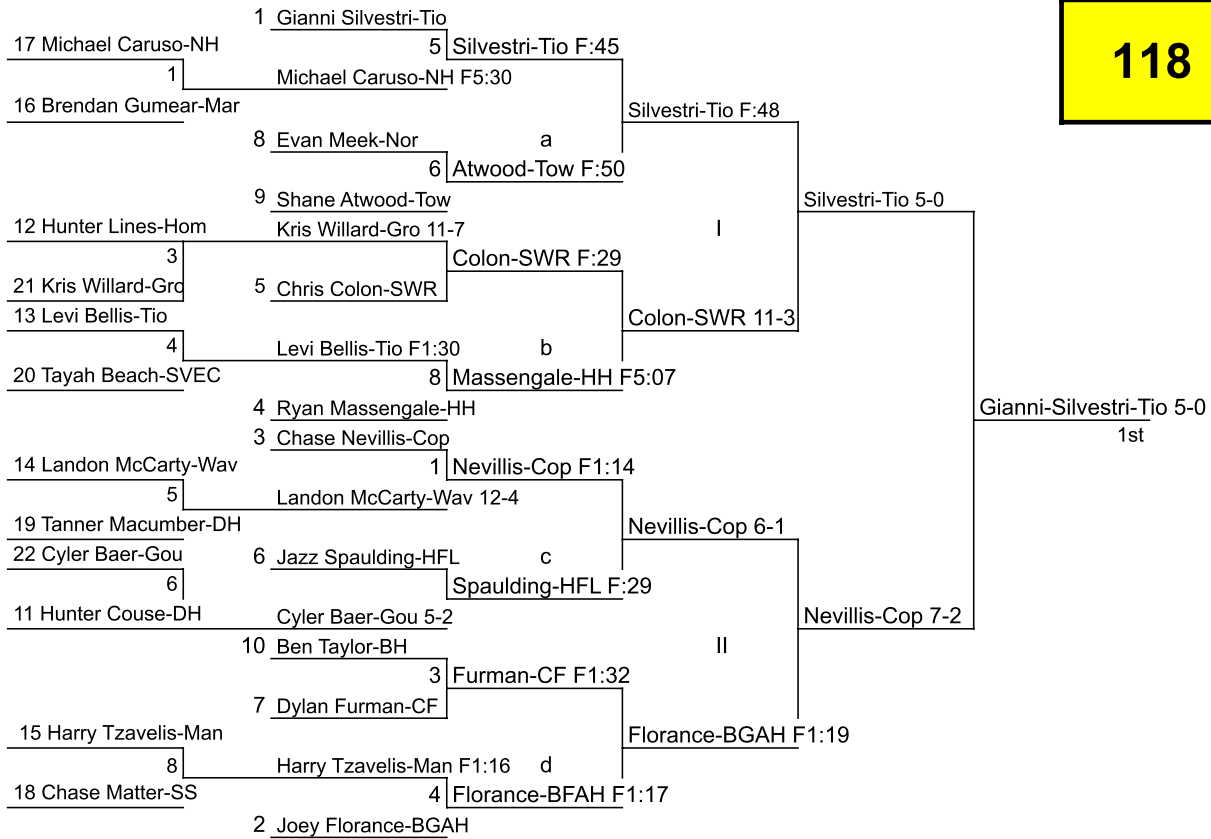 1 Gianni Silvestri-Tio
118
17 Michael Caruso-NH
5 Silvestri-Tio F:45
1
Michael Caruso-NH F5:30
16 Brendan Gumear-Mar
Silvestri-Tio F:48
8 Evan Meek-Nor
a
6 Atwood-Tow F:50
9 Shane Atwood-Tow
Silvestri-Tio 5-0
12 Hunter Lines-Hom
Kris Willard-Gro 11-7
I
3
Colon-SWR F:29
21 Kris Willard-Gro
5 Chris Colon-SWR
13 Levi Bellis-Tio
Colon-SWR 11-3
4
Levi Bellis-Tio F1:30
b
20 Tayah Beach-SVEC
8 Massengale-HH F5:07
4 Ryan Massengale-HH
Gianni-Silvestri-Tio 5-0
1st
3 Chase Nevillis-Cop
14 Landon McCarty-Wav
1 Nevillis-Cop F1:14
5
Landon McCarty-Wav 12-4
19 Tanner Macumber-DH
Nevillis-Cop 6-1
22 Cyler Baer-Gou
6 Jazz Spaulding-HFL
c
6
Spaulding-HFL F:29
11 Hunter Couse-DH
Cyler Baer-Gou 5-2
Nevillis-Cop 7-2
10 Ben Taylor-BH
II
3 Furman-CF F1:32
7 Dylan Furman-CF
15 Harry Tzavelis-Man
Florance-BGAH F1:19
8
Harry Tzavelis-Man F1:16
d
18 Chase Matter-SS
4 Florance-BFAH F1:17
2 Joey Florance-BGAH